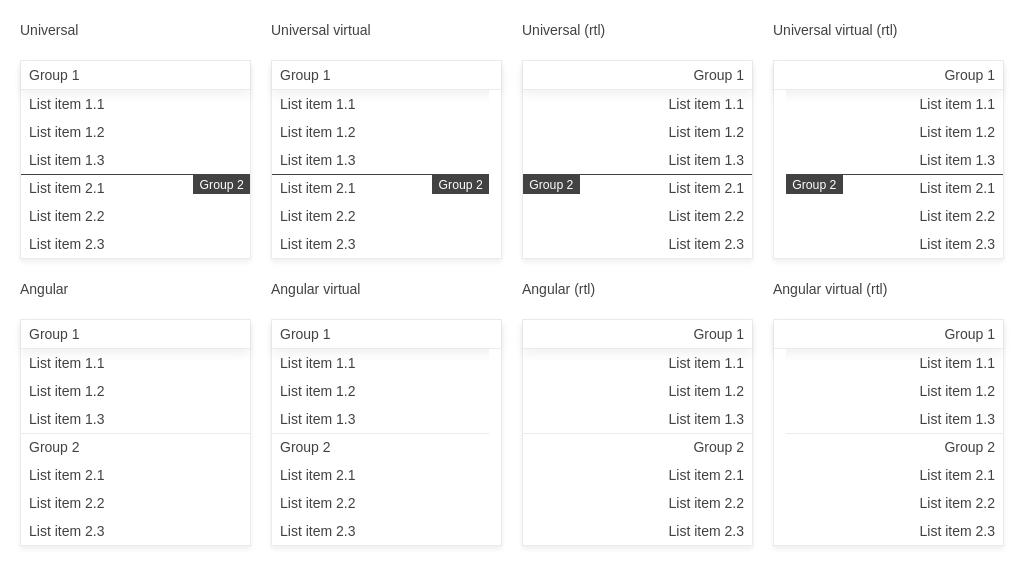 Universal
Group 1
List item 1.1
List item 1.2
List item 1.3
Group 2
List item 2.1
List item 2.2
List item 2.3
Universal virtual
Group 1
List item 1.1
List item 1.2
List item 1.3
Group 2
List item 2.1
List item 2.2
List item 2.3
Universal (rtl)
Group 1
List item 1.1
List item 1.2
List item 1.3
Group 2
List item 2.1
List item 2.2
List item 2.3
Universal virtual (rtl)
Group 1
List item 1.1
List item 1.2
List item 1.3
Group 2
List item 2.1
List item 2.2
List item 2.3
Angular
Group 1
List item 1.1
List item 1.2
List item 1.3
Group 2
List item 2.1
List item 2.2
List item 2.3
Angular virtual
Group 1
List item 1.1
List item 1.2
List item 1.3
Group 2
List item 2.1
List item 2.2
List item 2.3
Angular (rtl)
Group 1
List item 1.1
List item 1.2
List item 1.3
Group 2
List item 2.1
List item 2.2
List item 2.3
Angular virtual (rtl)
Group 1
List item 1.1
List item 1.2
List item 1.3
Group 2
List item 2.1
List item 2.2
List item 2.3